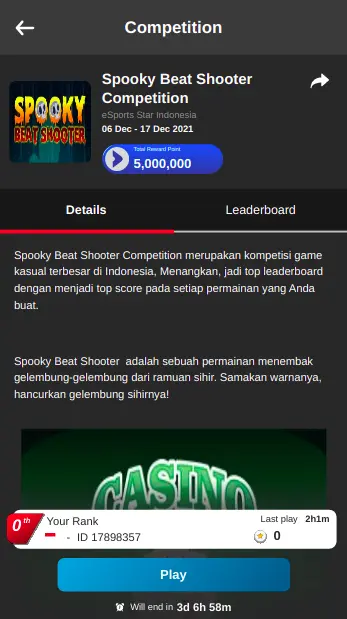 Competition
SPOOKY
BEAT SHOOTER
Spooky Beat Shooter
Competition
eSports Star Indonesia
06 Dec - 17 Dec 2021
Total Reward Point
5,000,000
Details
Leaderboard
Spooky Beat Shooter Competition merupakan kompetisi game
kasual terbesar di Indonesia, Menangkan, jadi top leaderboard
dengan menjadi top score pada setiap permainan yang Anda
buat.
Spooky Beat Shooter  adalah sebuah permainan menembak
gelembung-gelembung dari ramuan sihir. Samakan warnanya,
hancurkan gelembung sihirnya!
CASINO
0th
Your Rank
- ID 17898357
Last play 2h1m
0
Play
Will end in 3d 6h 58m